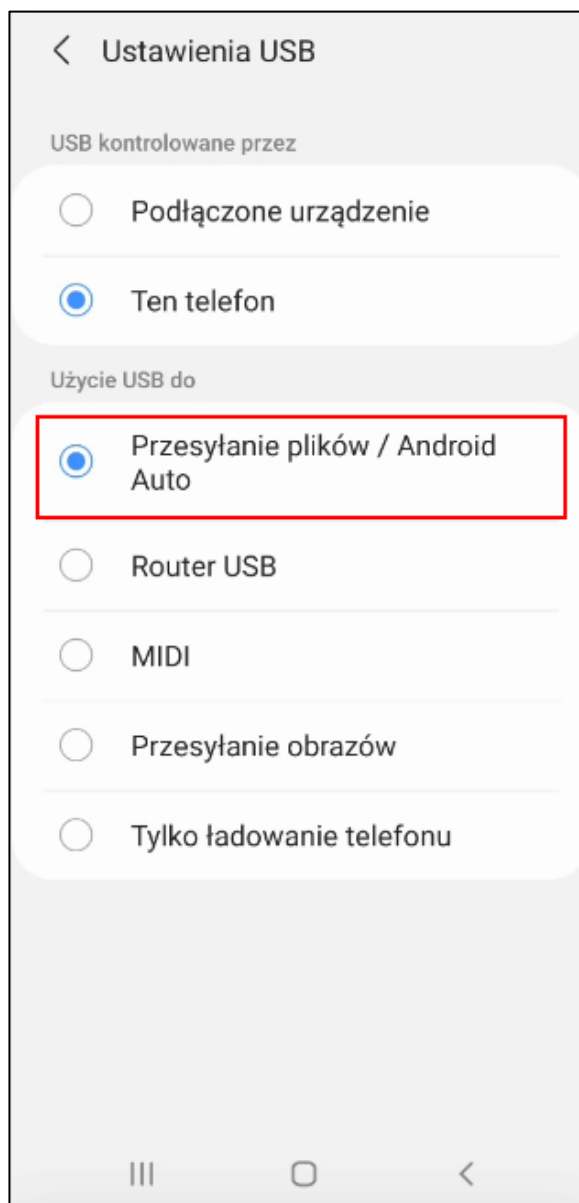 Ustawienia USB
USB kontrolowane przez
Podłączone urządzenie
Ten telefon
Użycie USB do
Przesyłanie plików / Android
Auto
Router USB
MIDI
Przesyłanie obrazów
Tylko ładowanie telefonu